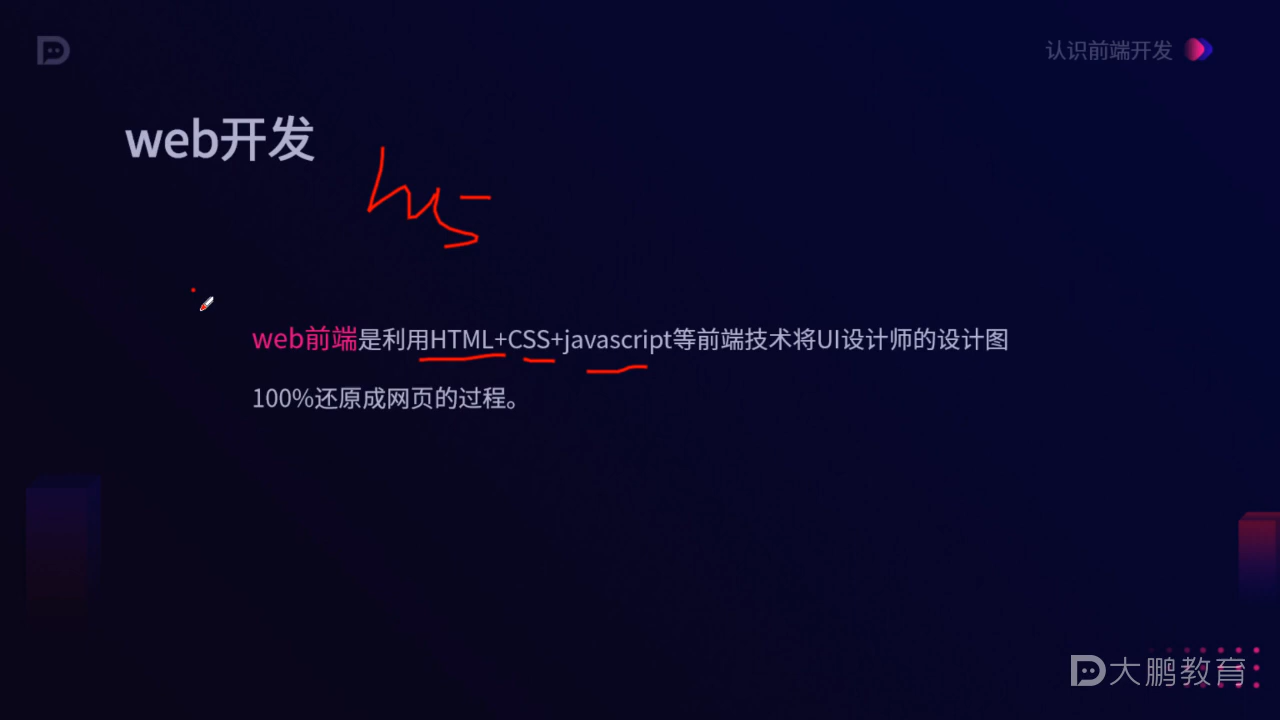 认识前端开发
web开发
h5
web前端是利用HTML+CSS+javascript等前端技术将UI设计师的设计图
100%还原成网页的过程。
大鹏教育